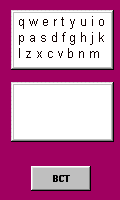 q w e r t y u i o
p a s d f g h j k
l z x c v b n m
ВСТ